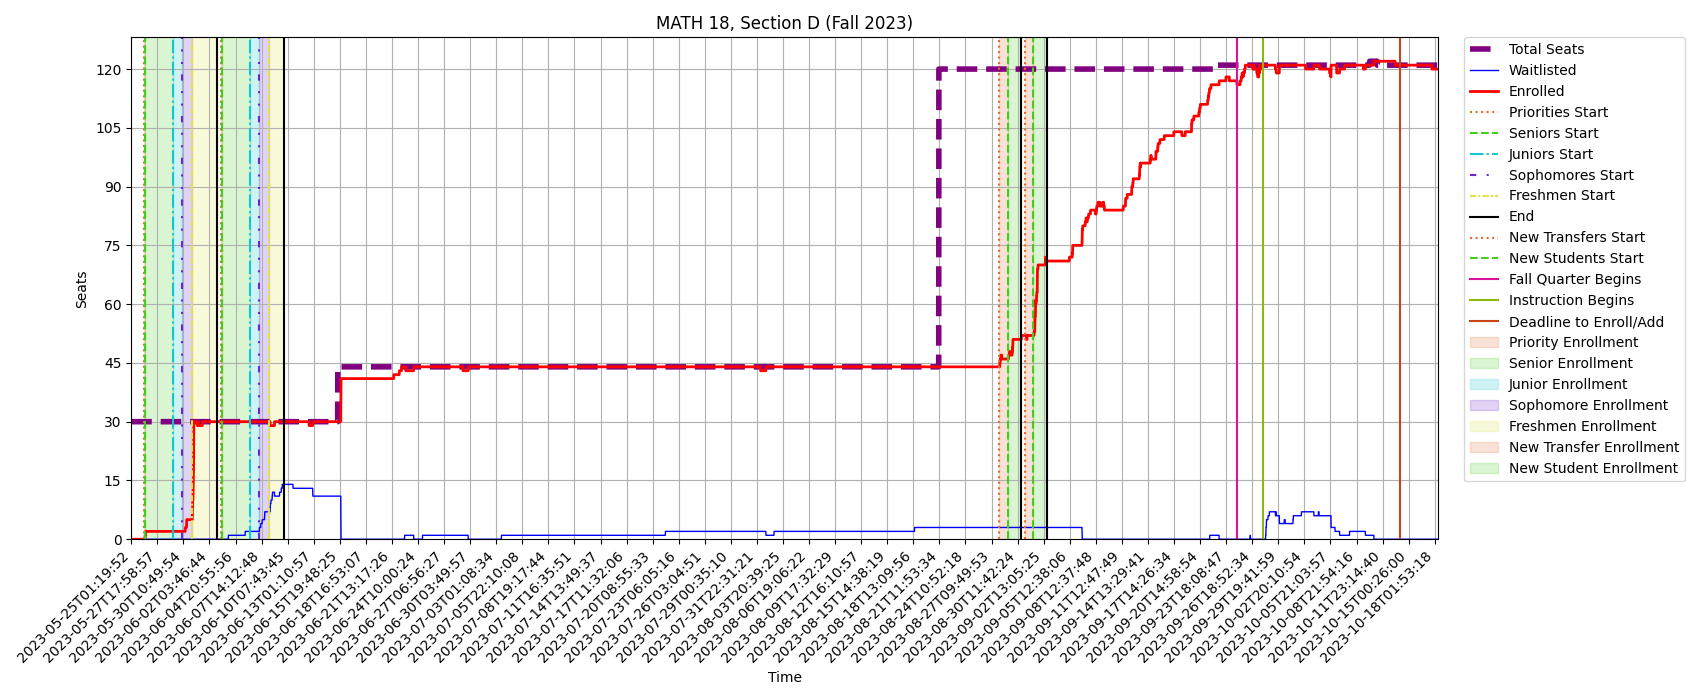 MATH 18, Section D (Fall 2023)
Seats
120
105
90
75
60
45
30
15
0
2023-05-25T01:19:52
2023-05-27T17:58:57
2023-05-30T10:49:54
2023-06-02T03:46:44
2023-06-04T20:55:56
2023-06-07T14:12:48
2023-06-10T07:43:45
2023-06-13T01:10:57
2023-06-15T19:48:25
2023-06-18T16:53:07
2023-06-21T13:17:26
2023-06-24T10:00:24
2023-06-27T06:56:27
2023-06-30T03:49:57
2023-07-03T01:08:34
2023-07-05T22:10:08
2023-07-08T19:17:44
2023-07-11T16:35:51
2023-07-14T13:49:37
2023-07-17T11:32:06
2023-07-20T08:55:33
2023-07-23T06:05:16
2023-07-26T03:04:51
2023-07-29T00:35:10
2023-07-31T22:31:21
2023-08-03T20:39:25
2023-08-06T19:06:22
2023-08-09T17:32:29
2023-08-12T16:10:57
2023-08-15T14:38:19
2023-08-18T13:09:56
2023-08-21T11:53:34
2023-08-24T10:52:18
2023-08-27T09:49:53
2023-08-30T11:42:24
2023-09-02T13:05:25
2023-09-05T12:38:06
2023-09-08T12:37:48
2023-09-11T12:47:49
2023-09-14T13:29:41
2023-09-17T14:26:34
2023-09-20T14:58:54
2023-09-23T18:08:47
2023-09-26T18:52:34
2023-09-29T19:41:59
2023-10-02T20:10:54
2023-10-05T21:03:57
2023-10-08T21:54:16
2023-10-11T23:14:40
2023-10-15T00:26:00
2023-10-18T01:53:18
Time
Total Seats
Waitlisted
Enrolled
Priorities Start
Seniors Start
Juniors Start
Sophomores Start
Freshmen Start
End
New Transfers Start
New Students Start
Fall Quarter Begins
Instruction Begins
Deadline to Enroll/Add
Priority Enrollment
Senior Enrollment
Junior Enrollment
Sophomore Enrollment
Freshmen Enrollment
New Transfer Enrollment
New Student Enrollment